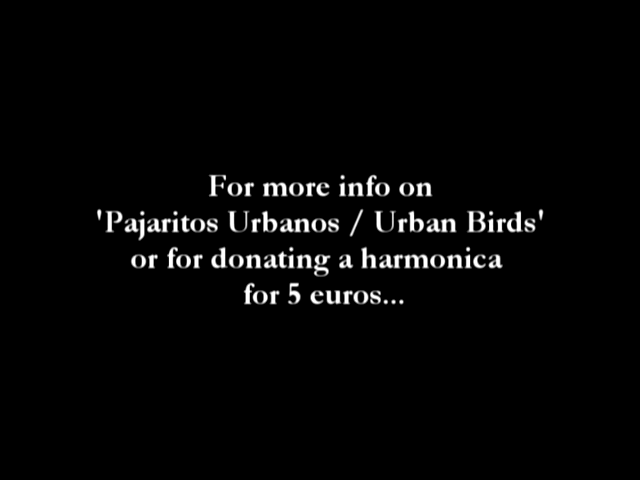 For more info on
'Pajaritos Urbanos / Urban Birds'
or for donating a harmonica
for 5 euros...